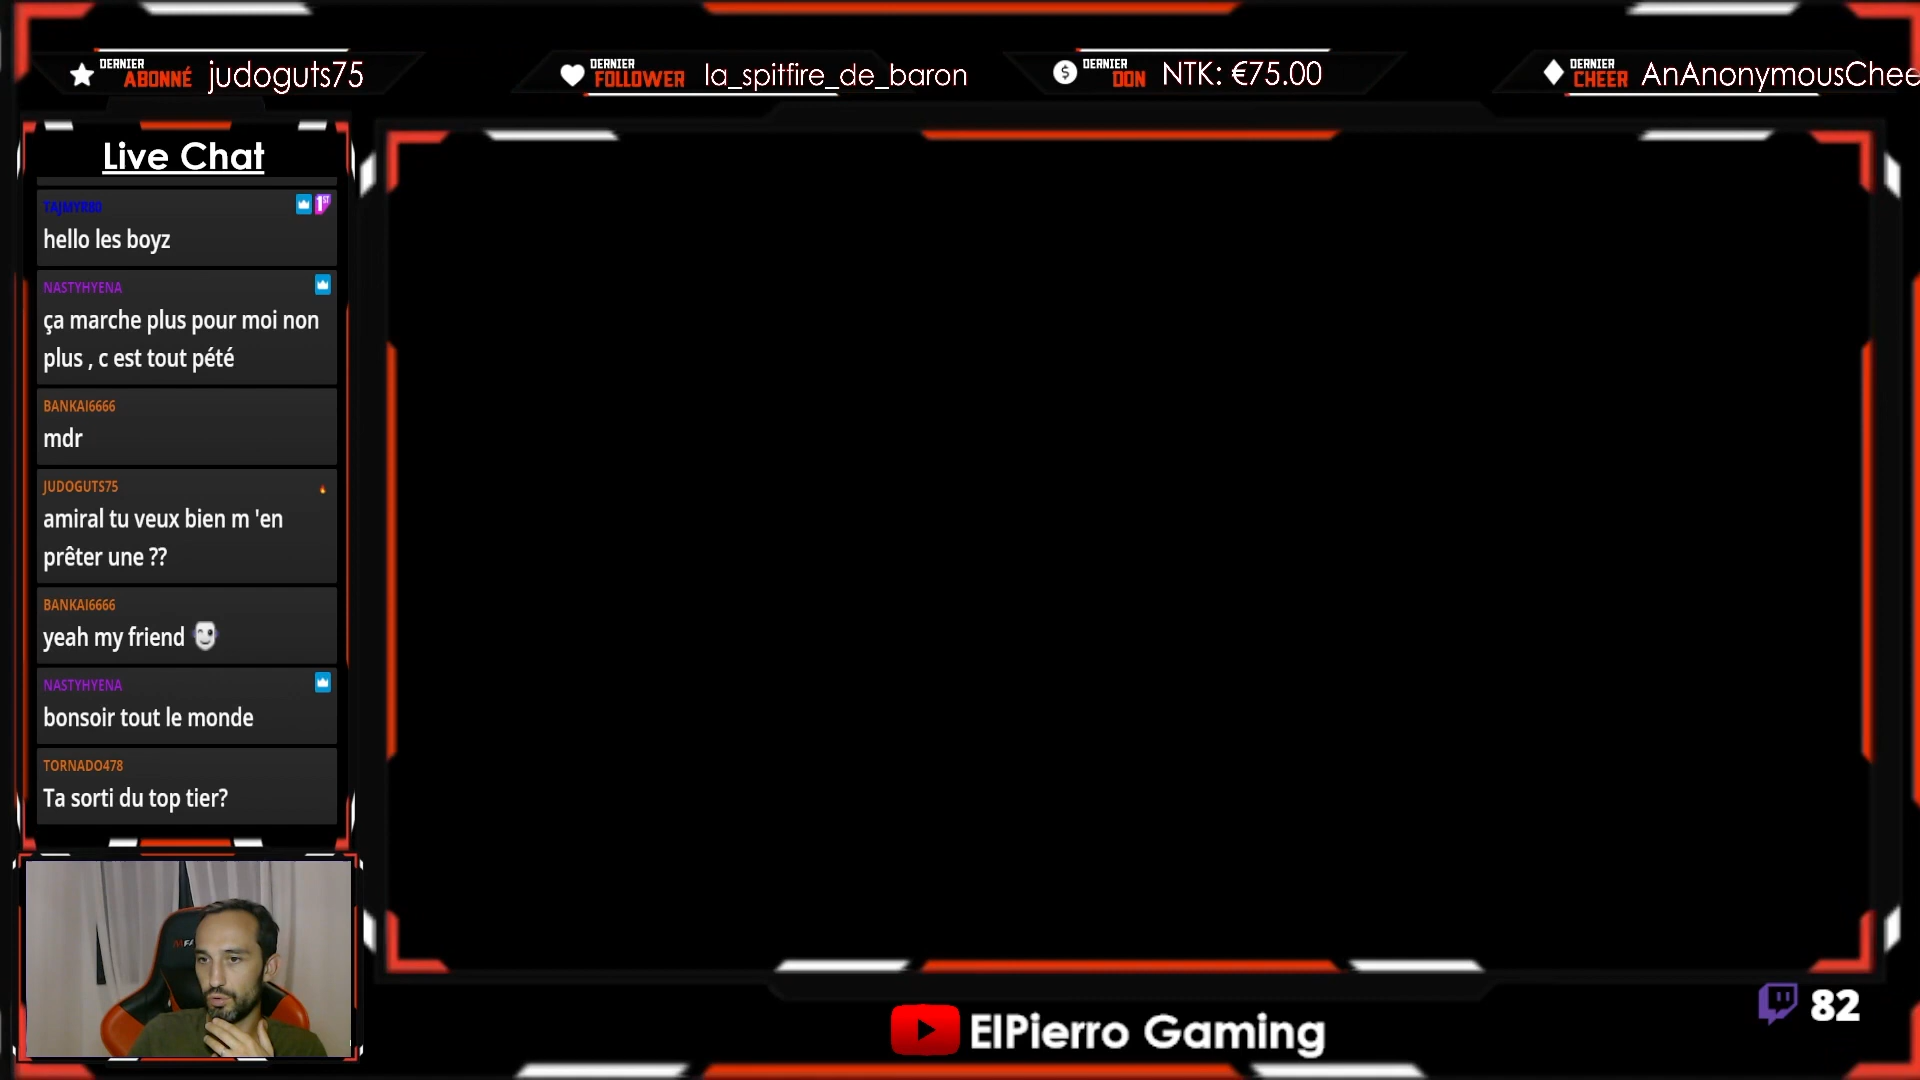 DERNIER
ABONNÉ judoguts75
DERNIER
FOLLOWER la_spitfire_de_baron
DERNIER
DON NTK: €75.00
DERNIER
CHEER AnAnonymousChee
Live Chat
TAJMYR80
hello les boyz
NASTYHYENA
ça marche plus pour moi non
plus , c est tout pété
BANKAI6666
mdr
JUDOGUTS75
amiral tu veux bien m 'en
prêter une ??
BANKAI6666
yeah my friend
NASTYHYENA
bonsoir tout le monde
TORNADO478
Ta sorti du top tier?
ElPierro Gaming
82